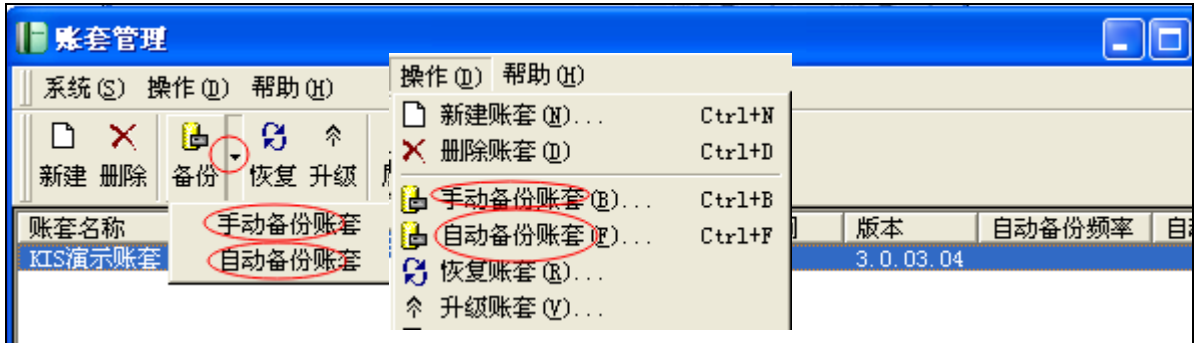 账套管理
系统(S) 操作(D) 帮助(H)
新建 删除 备份 恢复 升级
手动备份账套
自动备份账套
操作(D) 帮助(H)
新建账套(N)... Ctrl+N
删除账套(D) Ctrl+D
手动备份账套(B)... Ctrl+B
自动备份账套(F)... Ctrl+F
恢复账套(R)...
升级账套(V)...
账套名称 版本 自动备份频率 自
KIS演示账套 3.0.03.04